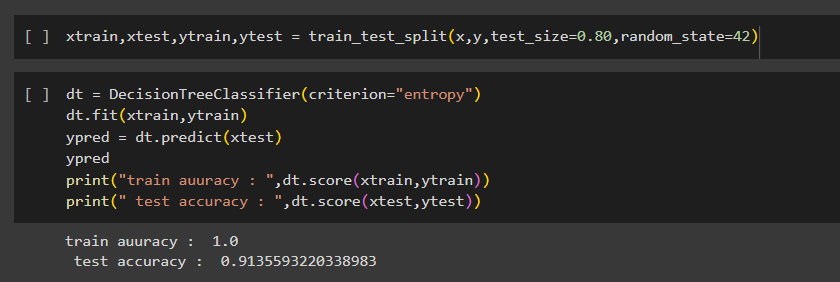 [ ] xtrain,xtest,ytrain,ytest = train_test_split(x,y,test_size=0.80,random_state=42)
[ ] dt = DecisionTreeClassifier(criterion="entropy")
dt.fit(xtrain,ytrain)
ypred = dt.predict(xtest)
ypred
print("train auuracy : ",dt.score(xtrain,ytrain))
print(" test accuracy : ",dt.score(xtest,ytest))
train auuracy :  1.0
 test accuracy :  0.9135593220338983